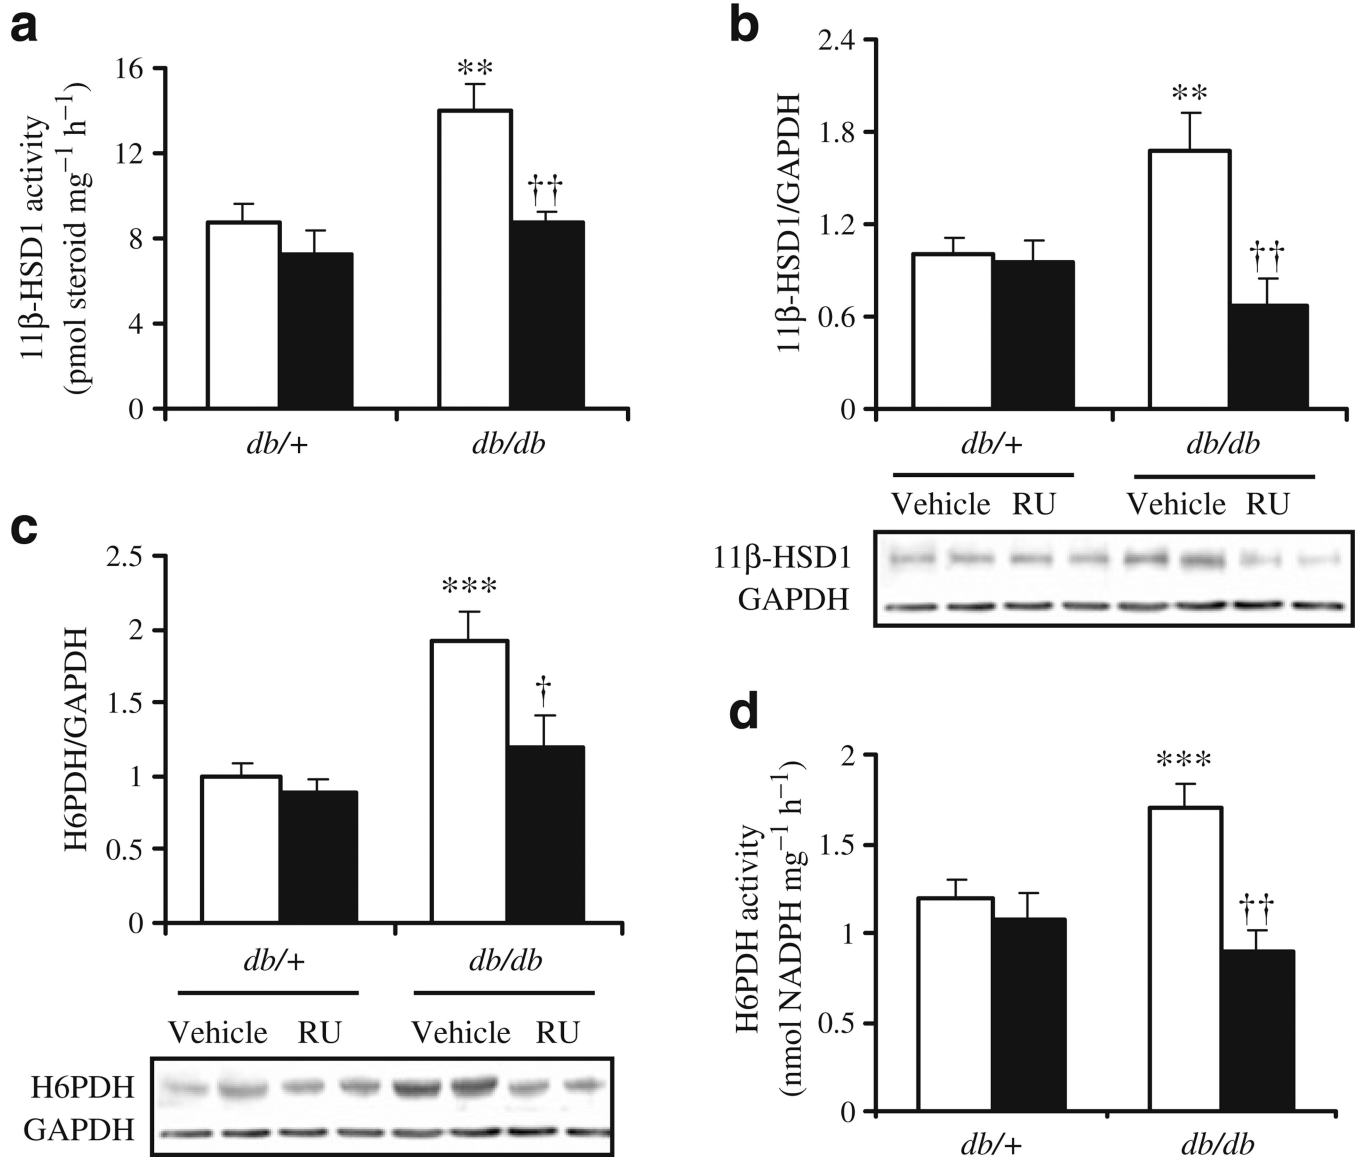 a
11β-HSD1 activity
(pmol steroid mg⁻¹ h⁻¹)
16
12
8
4
0
**
††
db/+
db/db
b
11β-HSD1/GAPDH
2.4
1.8
1.2
0.6
0
**
††
db/+
db/db
Vehicle RU Vehicle RU
11β-HSD1
GAPDH
c
H6PDH/GAPDH
2.5
2
1.5
1
0.5
0
***
†
db/+
db/db
Vehicle RU Vehicle RU
H6PDH
GAPDH
d
H6PDH activity
(nmol NADPH mg⁻¹ h⁻¹)
2
1.5
1
0.5
0
***
††
db/+
db/db